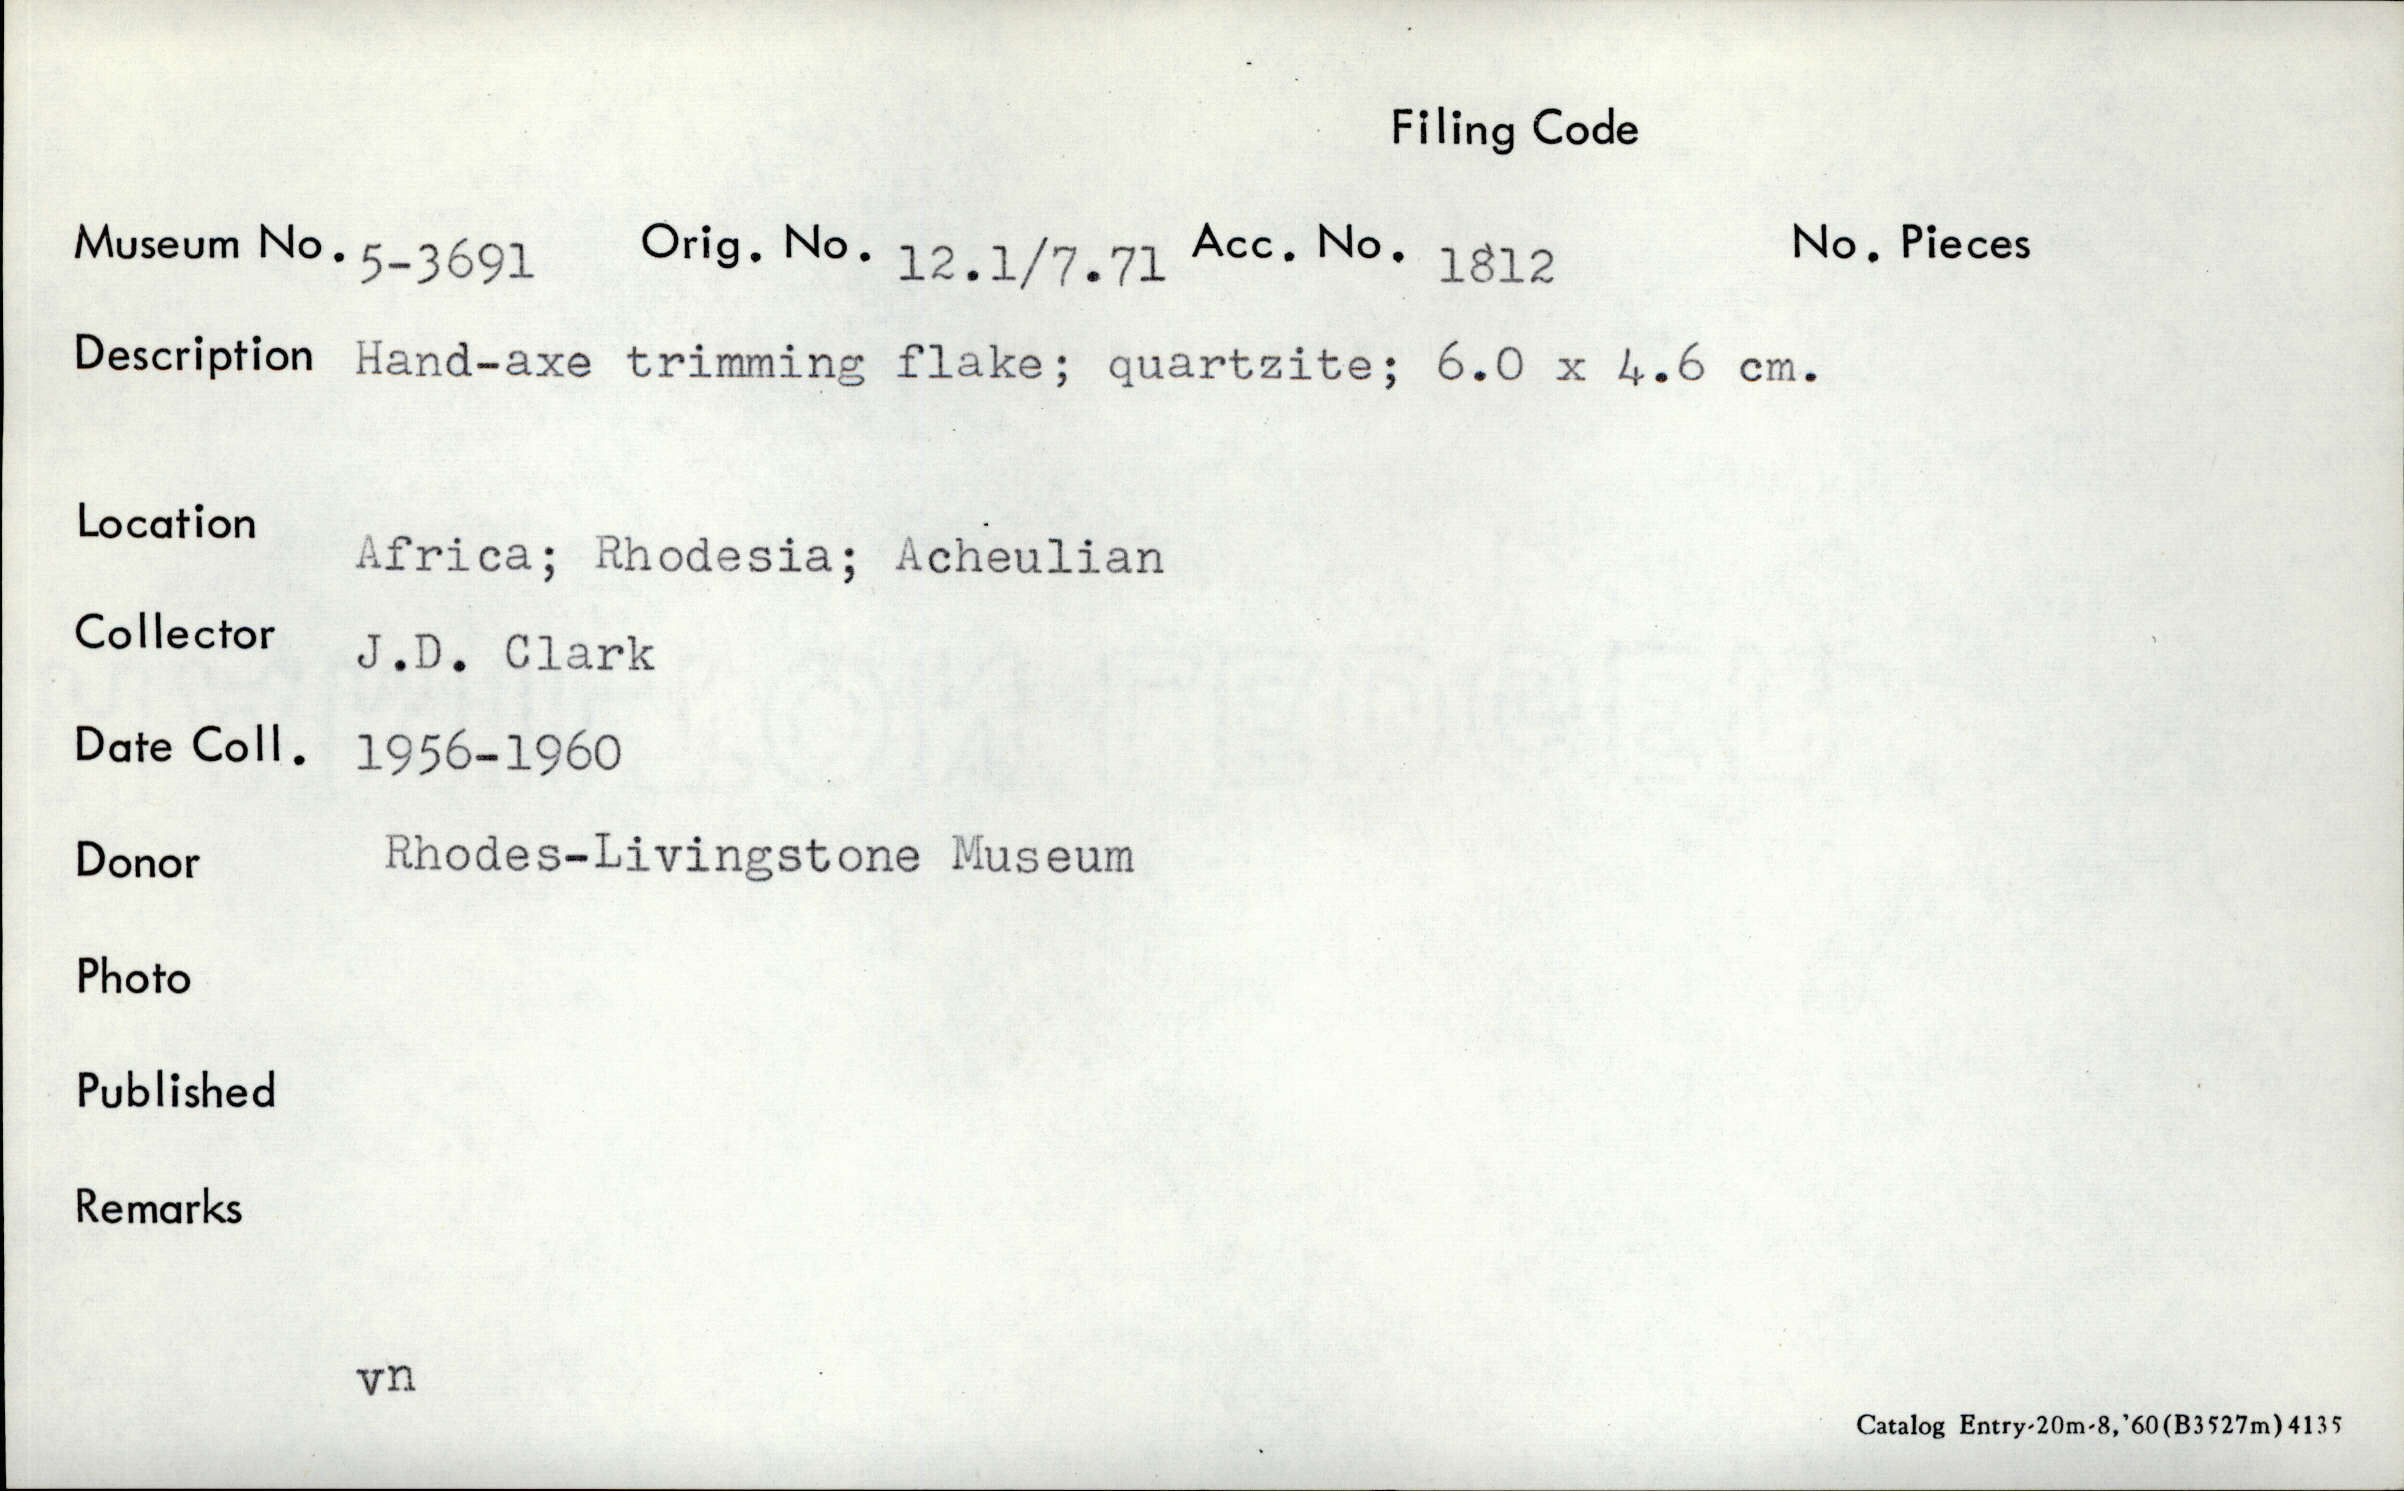 Filing Code
Museum No. 5-3691 Orig. No. 12.1/7.71 Acc. No. 1812 No. Pieces
Description Hand-axe trimming flake; quartzite; 6.0 x 4.6 cm.
Location Africa; Rhodesia; Acheulian
Collector J.D. Clark
Date Coll. 1956-1960
Donor Rhodes-Livingstone Museum
Photo
Published
Remarks
vn
Catalog Entry-20m-8,'60(B3527m)4135